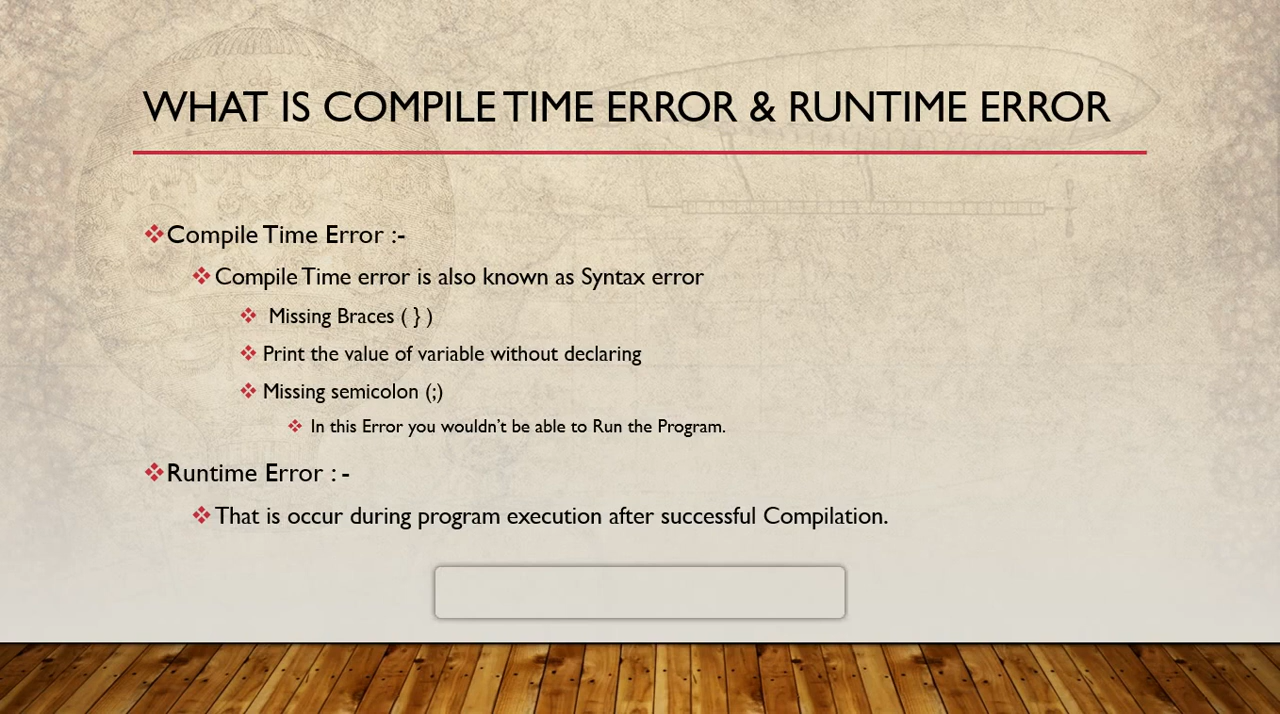 WHAT IS COMPILE TIME ERROR & RUNTIME ERROR
❖Compile Time Error :-
❖Compile Time error is also known as Syntax error
❖ Missing Braces ( } )
❖ Print the value of variable without declaring
❖ Missing semicolon (;)
❖ In this Error you wouldn’t be able to Run the Program.
❖Runtime Error : -
❖That is occur during program execution after successful Compilation.